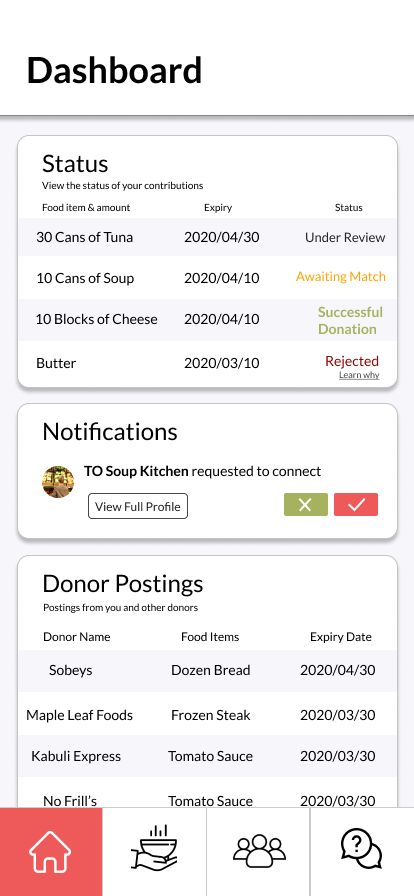 Dashboard
Status
View the status of your contributions
Food item & amount Expiry Status
30 Cans of Tuna 2020/04/30 Under Review
10 Cans of Soup 2020/04/10 Awaiting Match
10 Blocks of Cheese 2020/04/10 Successful Donation
Butter 2020/03/10 Rejected
Learn why
Notifications
TO Soup Kitchen requested to connect
View Full Profile
Donor Postings
Postings from you and other donors
Donor Name Food Items Expiry Date
Sobeys Dozen Bread 2020/04/30
Maple Leaf Foods Frozen Steak 2020/03/30
Kabuli Express Tomato Sauce 2020/03/30
No Frill's Tomato Sauce 2020/03/30
?